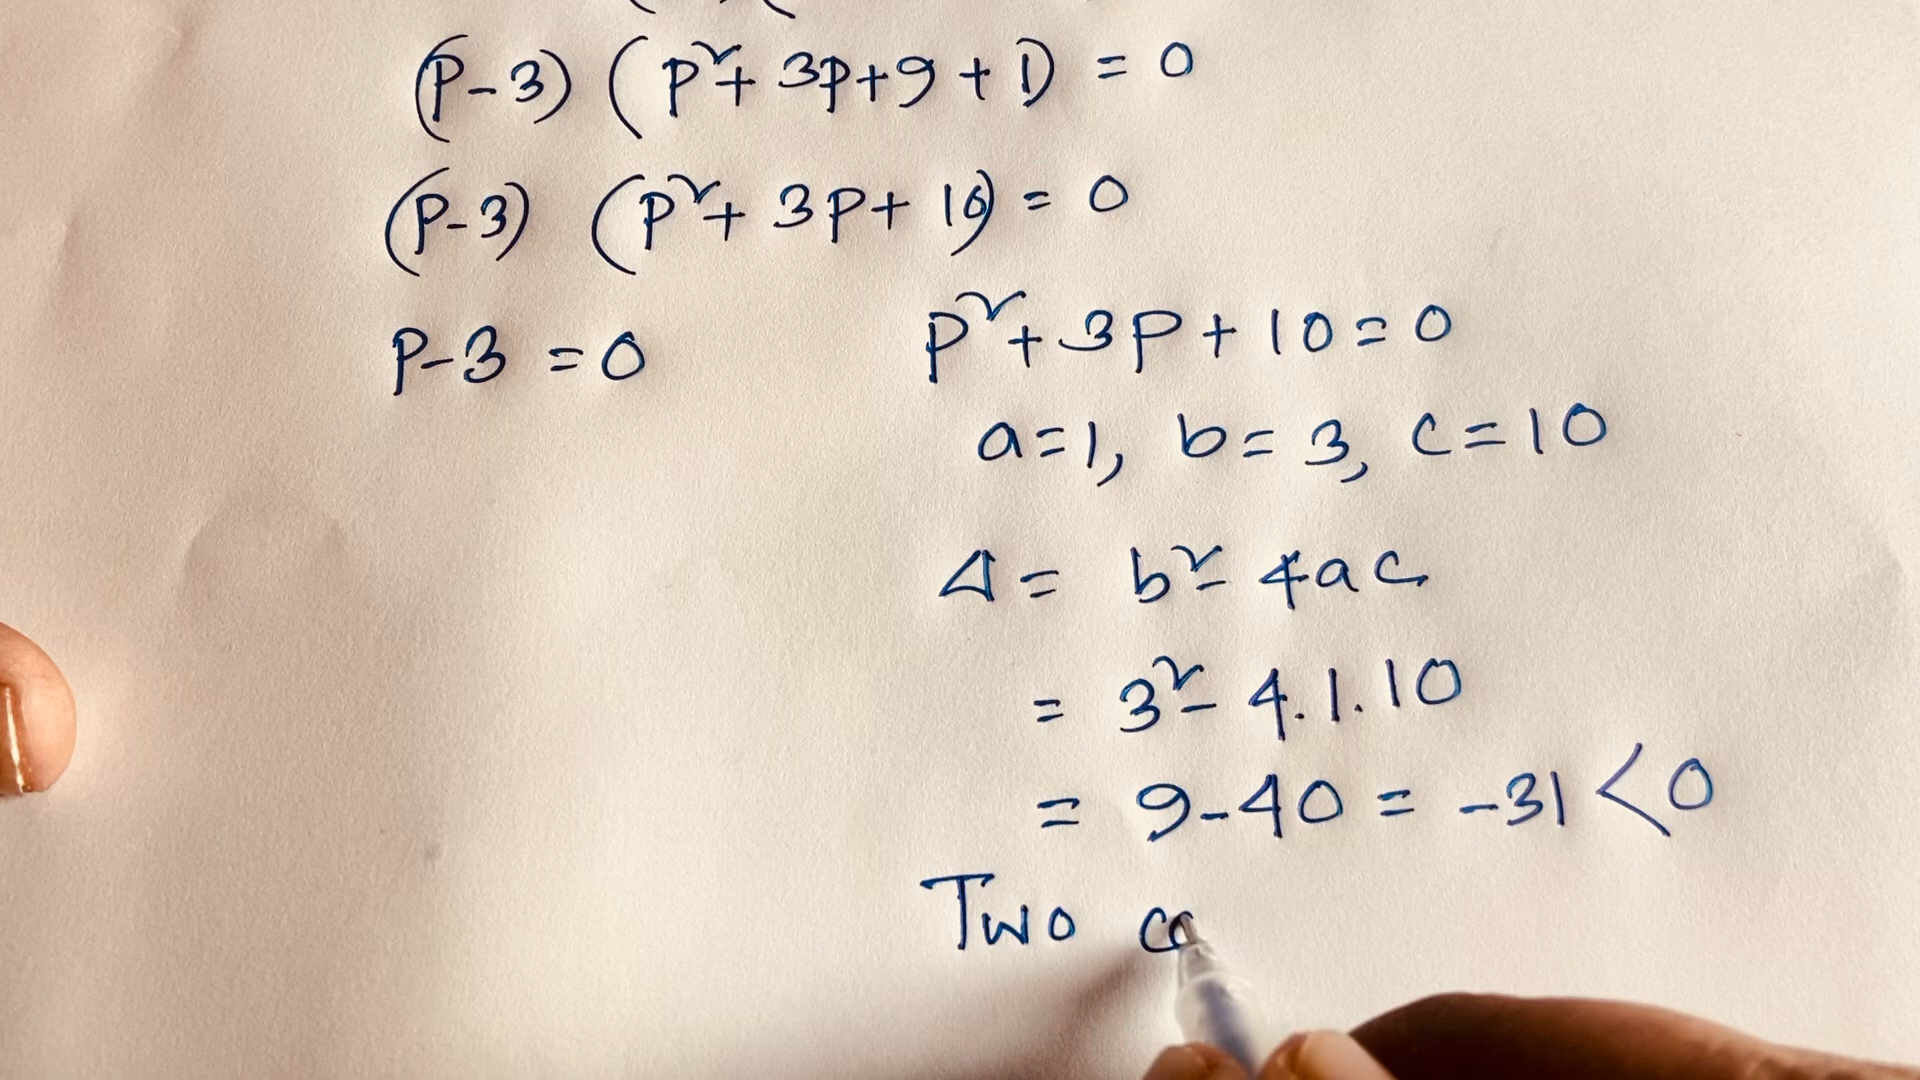 (P-3) (P²+ 3P+9+1) = 0
(P-3) (P²+ 3P+ 10) = 0
P-3 = 0
P²+3P+10=0
a=1, b= 3, c=10
Δ = b²- 4ac
= 3²- 4.1.10
= 9-40 = -31 < 0
Two co